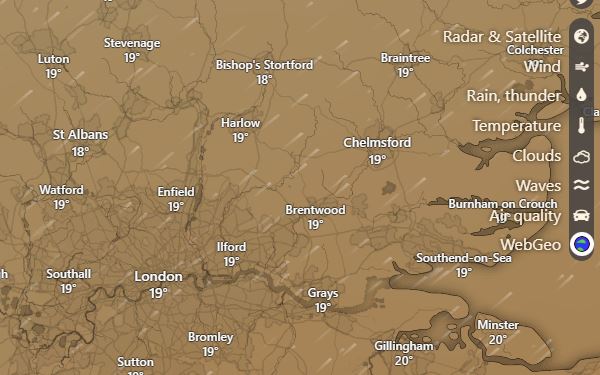 Radar & Satellite
Stevenage
19°
Colchester
Luton
19°
Bishop's Stortford
18°
Braintree
19°
Wind
Rain, thunder
Harlow
19°
Temperature
St Albans
18°
Chelmsford
19°
Clouds
Waves
Watford
19°
Enfield
19°
Burnham on Crouch
Brentwood
19°
Air quality
Ilford
19°
WebGeo
Southend-on-Sea
19°
Southall
19°
London
19°
Grays
19°
Minster
20°
Bromley
19°
Gillingham
20°
Sutton